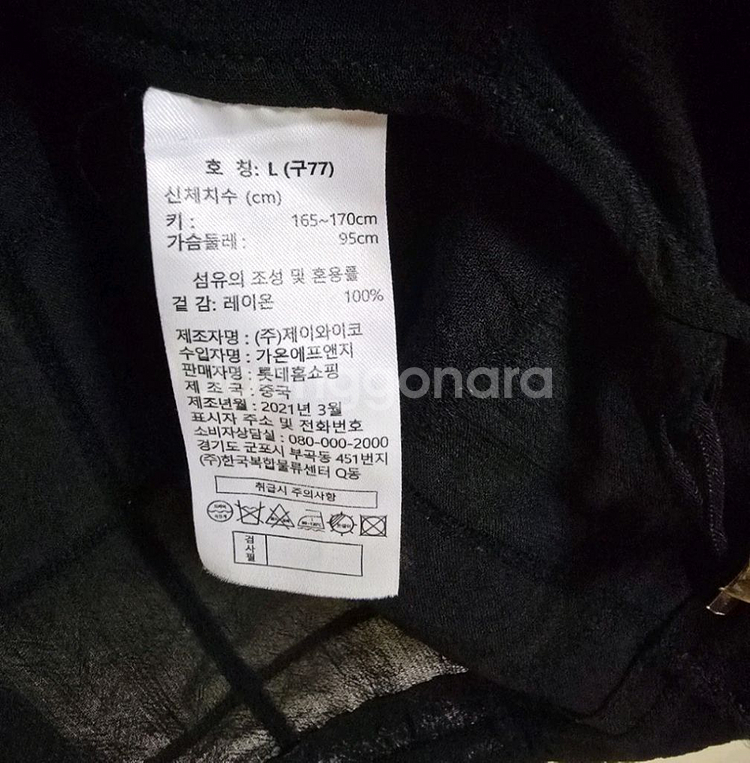 호 칭: L (구77)
신체치수 (cm)
키 : 165~170cm
가슴둘레 : 95cm
섬유의 조성 및 혼용률
겉 감: 레이온 100%
제조자명 : (주)제이와이코
수입자명 : 가온에프앤지
판매자명 : 롯데홈쇼핑
제 조 국 : 중국
제조년월 : 2021년 3월
표시자 주소 및 전화번호
소비자상담실 : 080-000-2000
경기도 군포시 부곡동 451번지
(주)한국복합물류센터 Q동
취급시 주의사항
검사필
ggonara